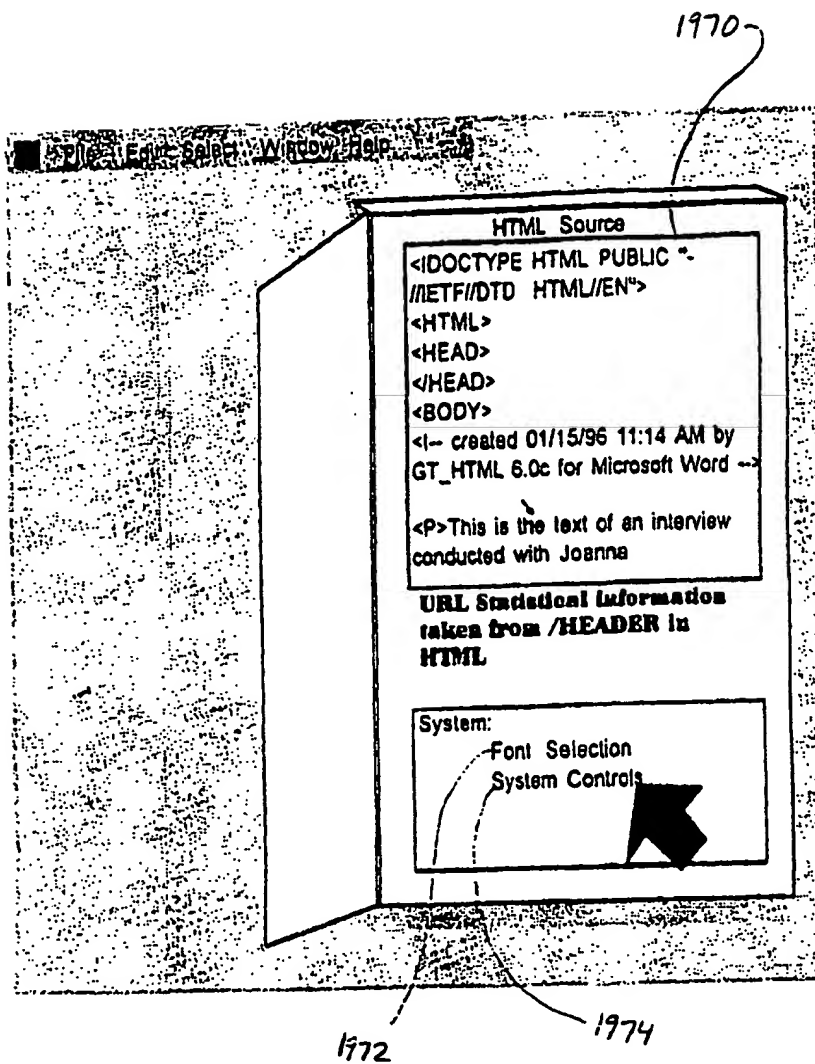 1970
File Edit Select Window Help
HTML Source
<!DOCTYPE HTML PUBLIC "-
//IETF//DTD HTML//EN">
<HTML>
<HEAD>
</HEAD>
<BODY>
<!-- created 01/15/96 11:14 AM by
GT_HTML 6.0c for Microsoft Word -->
<P>This is the text of an interview
conducted with Joanna
URL Statistical Information
taken from /HEADER in
HTML
System:
Font Selection
System Controls
1972
1974